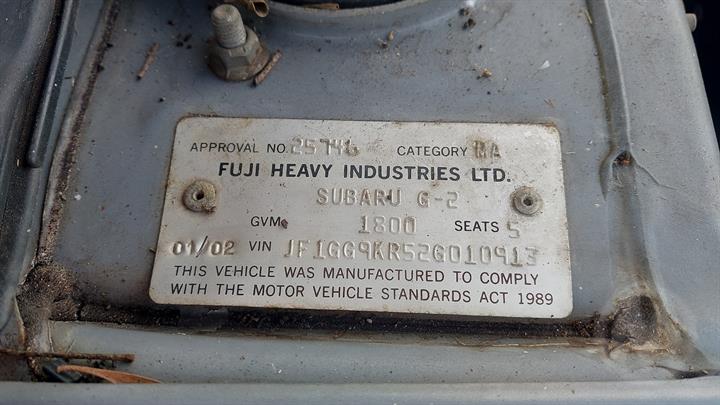 APPROVAL NO. 25746 CATEGORY MA
FUJI HEAVY INDUSTRIES LTD.
SUBARU G-2
GVM 1800 SEATS 5
01/02 VIN JF1GG9KR52G010913
THIS VEHICLE WAS MANUFACTURED TO COMPLY
WITH THE MOTOR VEHICLE STANDARDS ACT 1989